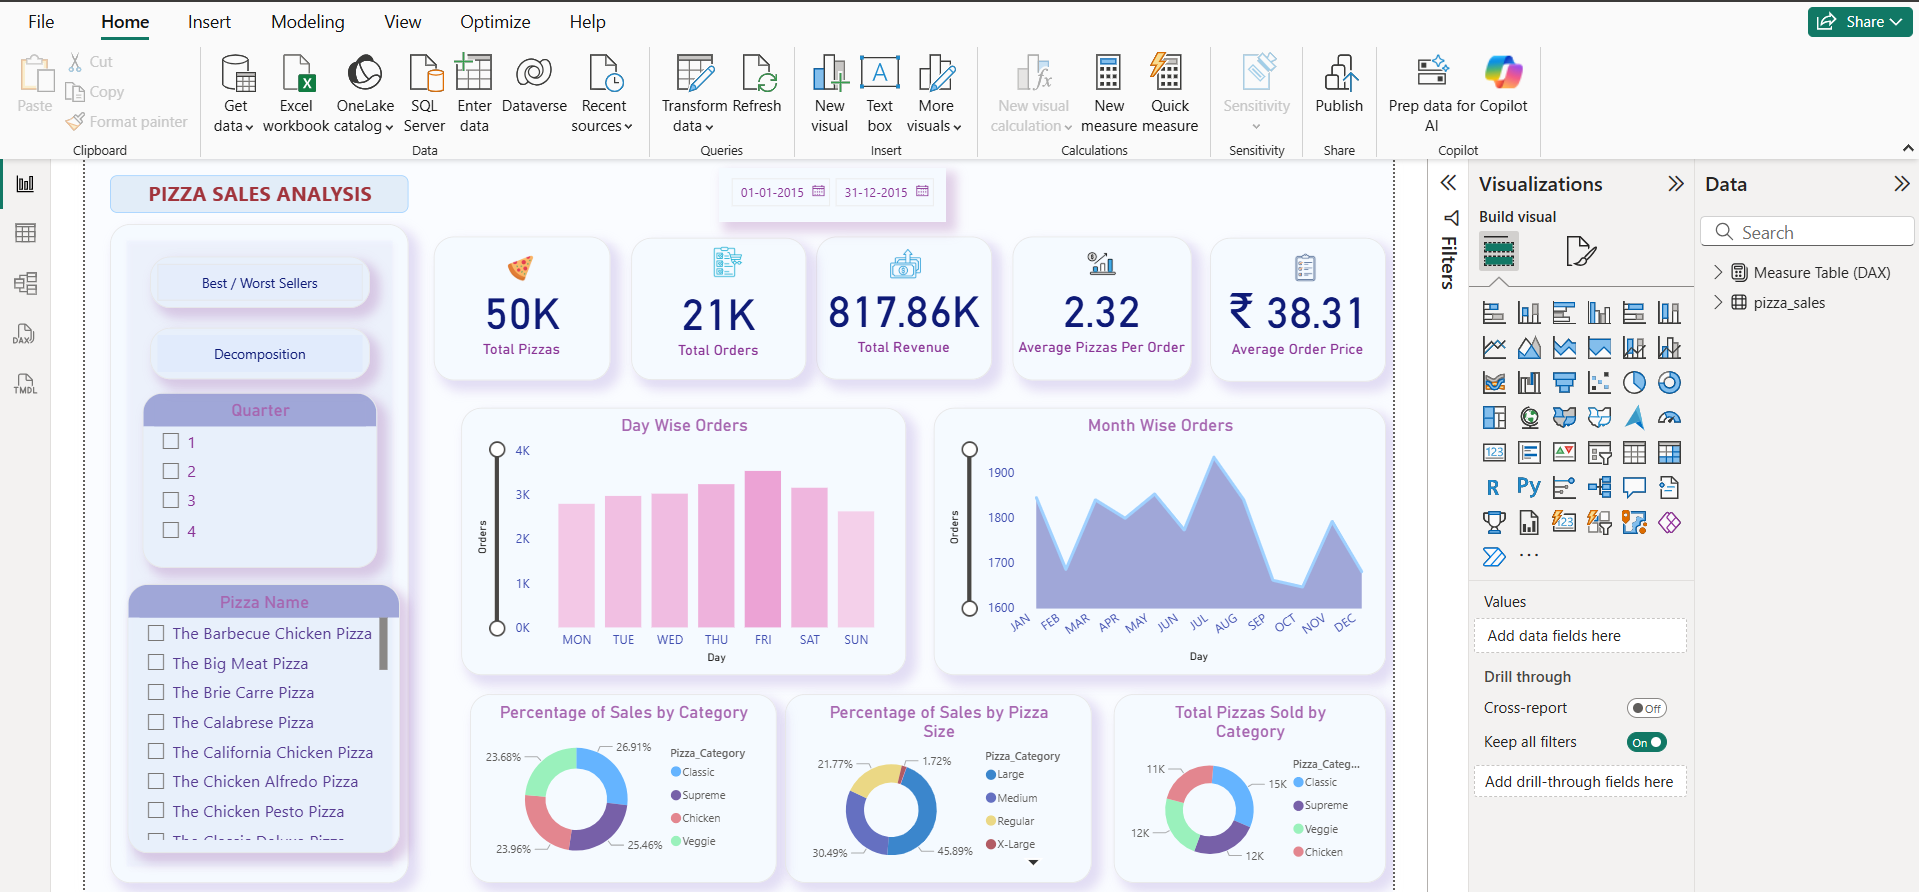 File Home Insert Modeling View Optimize Help Share
Paste
Cut
Copy
Format painter
Clipboard
Get data
Excel workbook
OneLake catalog
SQL Server
Enter data
Dataverse
Recent sources
Data
Transform data
Refresh
Queries
New visual
Text box
More visuals
Insert
New visual calculation
New measure
Quick measure
Calculations
Sensitivity
Sensitivity
Publish
Share
Prep data for AI
Copilot
Copilot
DAX
TMDL
PIZZA SALES ANALYSIS
01-01-2015 31-12-2015
Best / Worst Sellers
Decomposition
Quarter
1
2
3
4
Pizza Name
The Barbecue Chicken Pizza
The Big Meat Pizza
The Brie Carre Pizza
The Calabrese Pizza
The California Chicken Pizza
The Chicken Alfredo Pizza
The Chicken Pesto Pizza
The Classic Deluxe Pizza
50K
Total Pizzas
21K
Total Orders
817.86K
Total Revenue
2.32
Average Pizzas Per Order
₹ 38.31
Average Order Price
Day Wise Orders
Orders
4K
3K
2K
1K
0K
MON TUE WED THU FRI SAT SUN
Day
Month Wise Orders
Orders
1900
1800
1700
1600
JAN FEB MAR APR MAY JUN JUL AUG SEP OCT NOV DEC
Day
Percentage of Sales by Category
23.68%
26.91%
23.96%
25.46%
Pizza_Category
Classic
Supreme
Chicken
Veggie
Percentage of Sales by Pizza
Size
21.77%
1.72%
30.49%
45.89%
Pizza_Category
Large
Medium
Regular
X-Large
Total Pizzas Sold by
Category
11K
15K
12K
12K
Pizza_Categ...
Classic
Supreme
Veggie
Chicken
Filters
Visualizations
Build visual
123
R
Py
123
...
Values
Add data fields here
Drill through
Cross-report
Off
Keep all filters
On
Add drill-through fields here
Data
Search
Measure Table (DAX)
pizza_sales